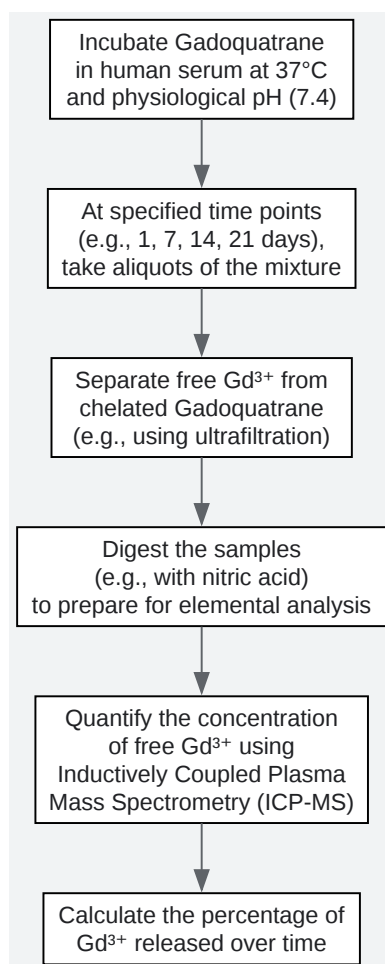 Incubate Gadoquatrane
in human serum at 37°C
and physiological pH (7.4)
At specified time points
(e.g., 1, 7, 14, 21 days),
take aliquots of the mixture
Separate free Gd³⁺ from
chelated Gadoquatrane
(e.g., using ultrafiltration)
Digest the samples
(e.g., with nitric acid)
to prepare for elemental analysis
Quantify the concentration
of free Gd³⁺ using
Inductively Coupled Plasma
Mass Spectrometry (ICP-MS)
Calculate the percentage of
Gd³⁺ released over time